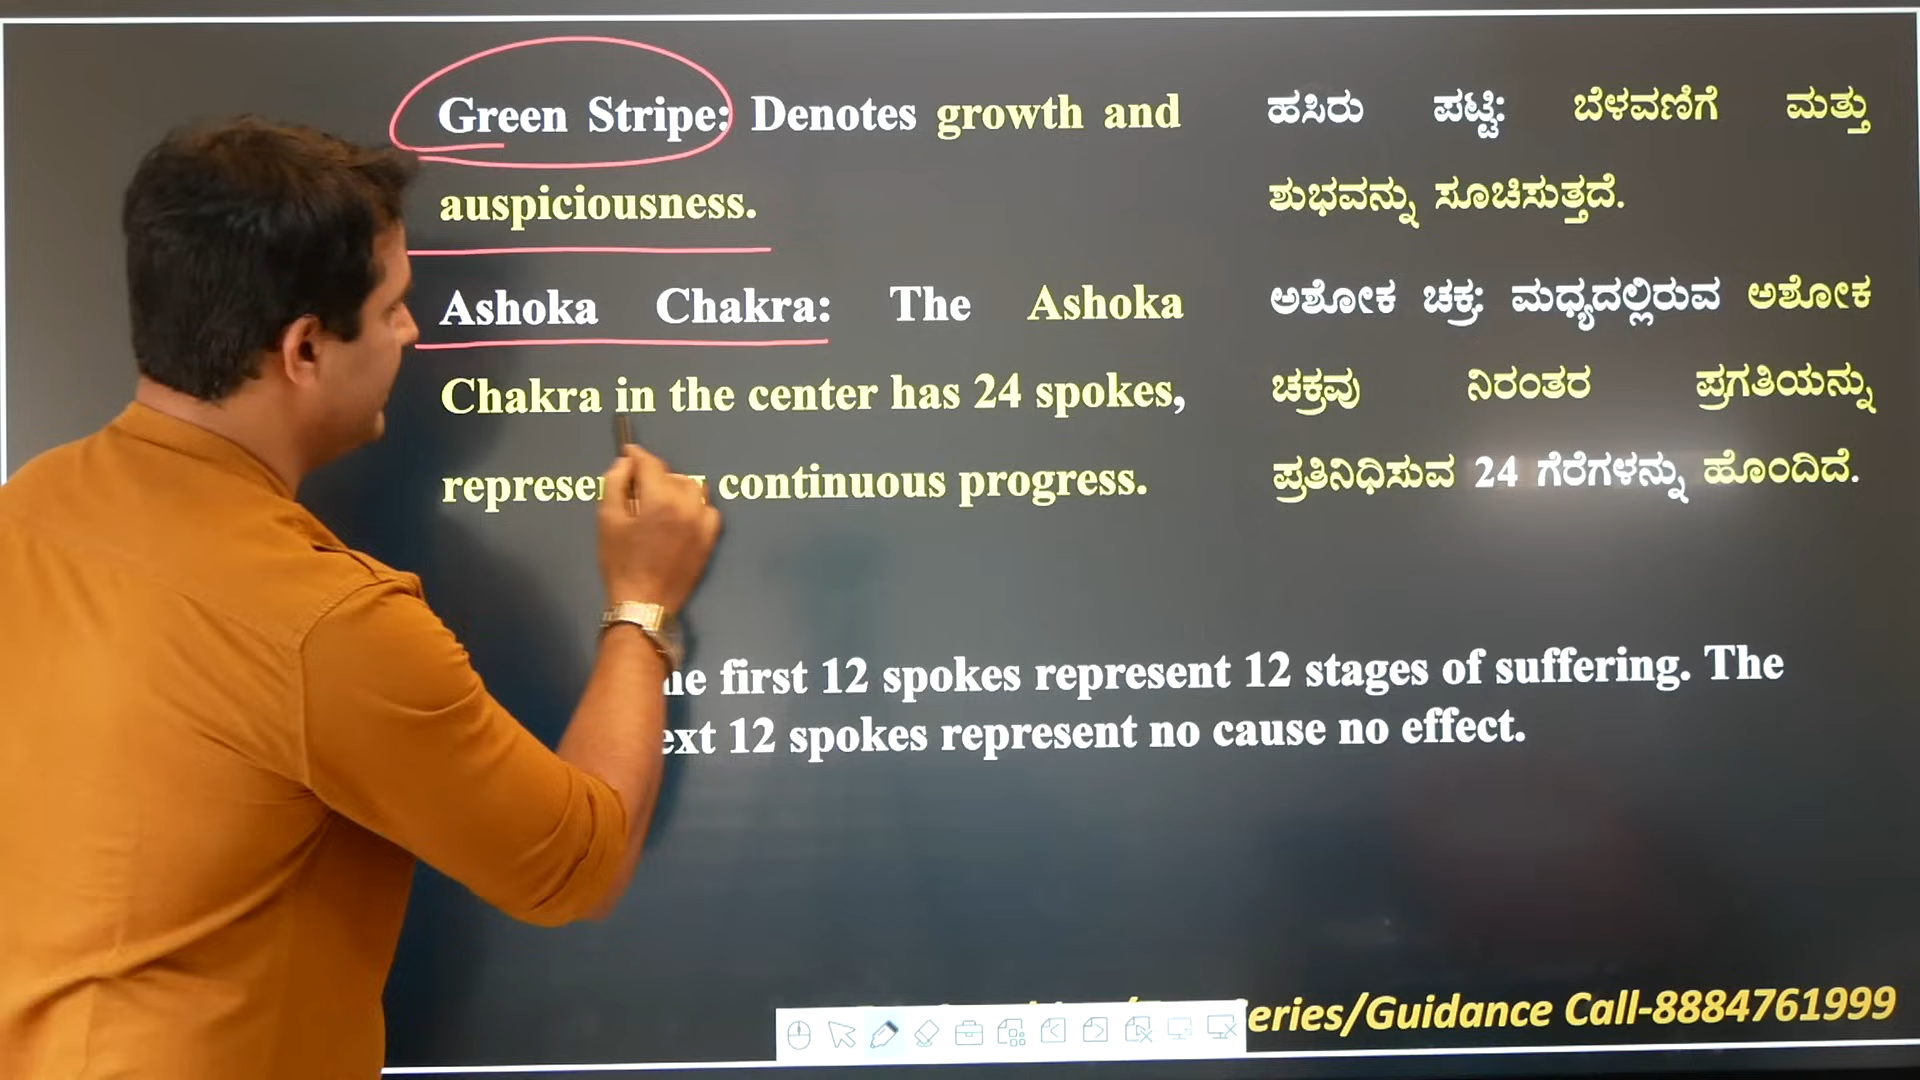 Green Stripe: Denotes growth and
auspiciousness.
Ashoka Chakra: The Ashoka
Chakra in the center has 24 spokes,
continuous progress.
ಹಸಿರು ಪಟ್ಟಿ: ಬೆಳವಣಿಗೆ ಮತ್ತು
ಶುಭವನ್ನು ಸೂಚಿಸುತ್ತದೆ.
ಅಶೋಕ ಚಕ್ರ: ಮಧ್ಯದಲ್ಲಿರುವ ಅಶೋಕ
ಚಕ್ರವು ನಿರಂತರ ಪ್ರಗತಿಯನ್ನು
ಪ್ರತಿನಿಧಿಸುವ 24 ಗೆರೆಗಳನ್ನು ಹೊಂದಿದೆ.
first 12 spokes represent 12 stages of suffering. The
12 spokes represent no cause no effect.
/Guidance Call-8884761999